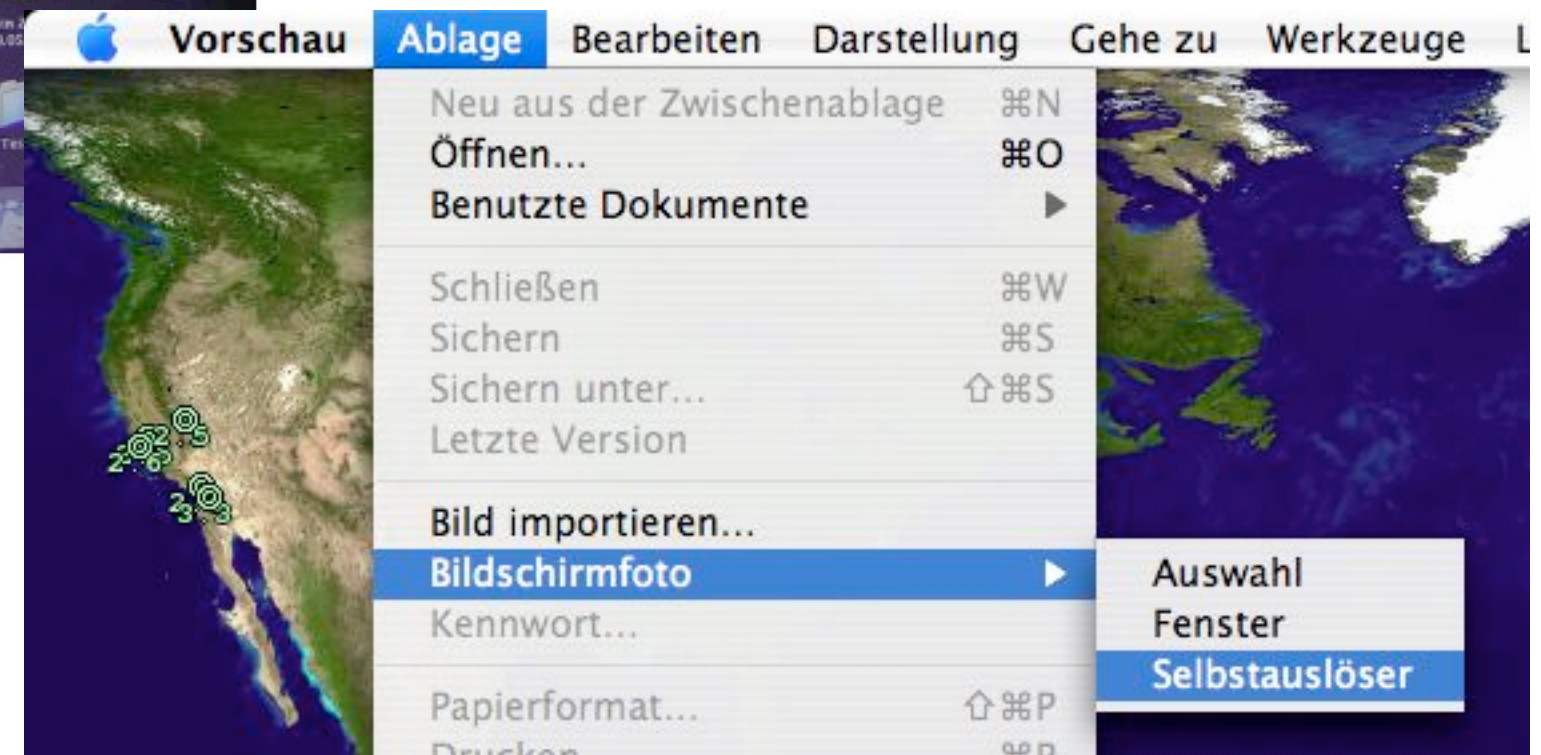 Vorschau Ablage Bearbeiten Darstellung Gehe zu Werkzeuge
Neu aus der Zwischenablage ⌘N
Öffnen... ⌘O
Benutzte Dokumente ▶
Schließen ⌘W
Sichern ⌘S
Sichern unter... ⇧⌘S
Letzte Version
Bild importieren...
Bildschirmfoto ▶
Auswahl
Kennwort...
Fenster
Selbstauslöser
Papierformat... ⇧⌘P